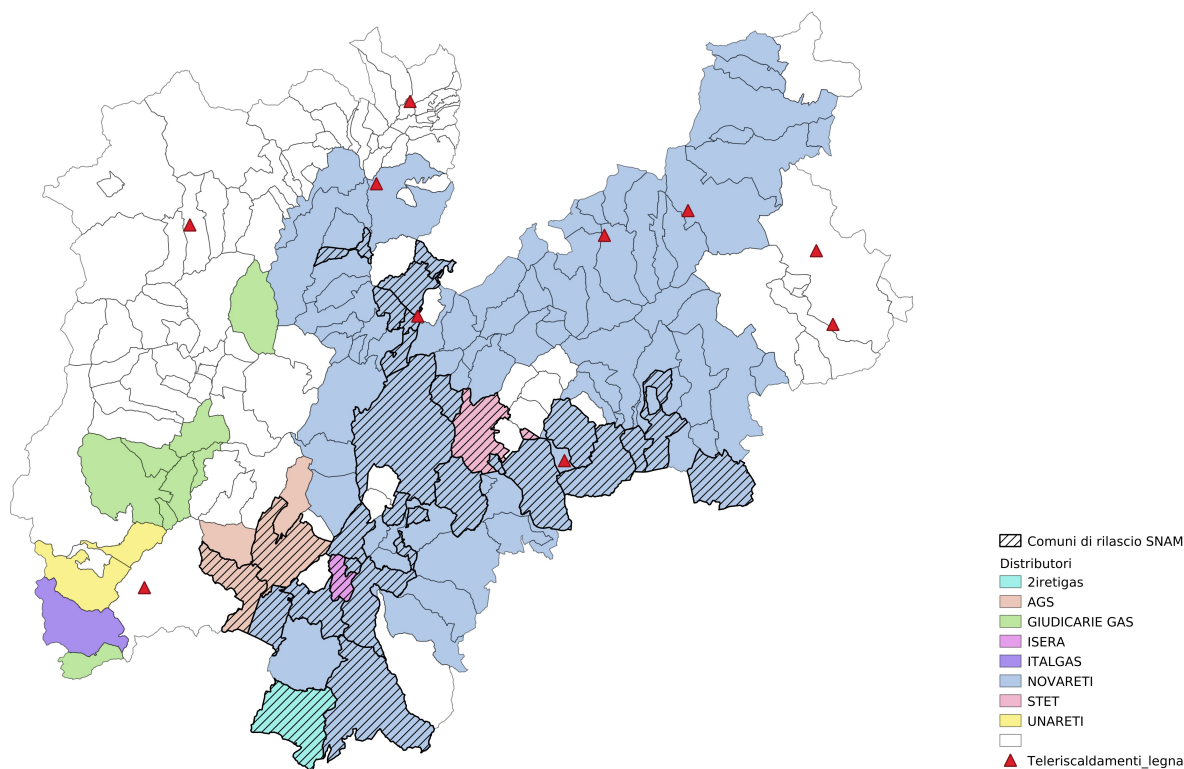 Comuni di rilascio SNAM
Distributori
2iretigas
AGS
GIUDICARIE GAS
ISERA
ITALGAS
NOVARETI
STET
UNARETI
Teleriscaldamenti_legna